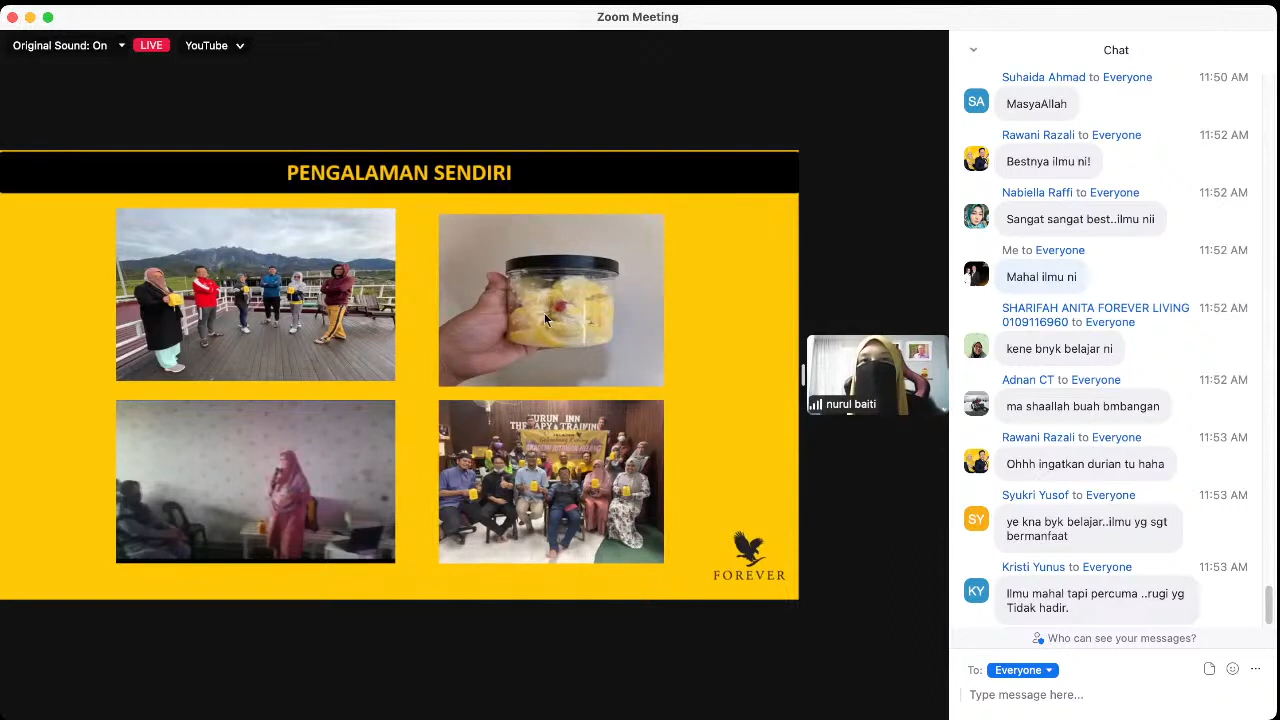 Zoom Meeting
Original Sound: On
LIVE
YouTube
PENGALAMAN SENDIRI
THERAPY & TRAINING
FOREVER
nurul baiti
Chat
Suhaida Ahmad to Everyone 11:50 AM
SA
MasyaAllah
Rawani Razali to Everyone 11:52 AM
Bestnya ilmu ni!
Nabiella Raffi to Everyone 11:52 AM
Sangat sangat best..ilmu nii
Me to Everyone 11:52 AM
Mahal ilmu ni
SHARIFAH ANITA FOREVER LIVING 11:52 AM
0109116960 to Everyone
kene bnyk belajar ni
Adnan CT to Everyone 11:52 AM
ma shaallah buah bmbangan
Rawani Razali to Everyone 11:53 AM
Ohhh ingatkan durian tu haha
Syukri Yusof to Everyone 11:53 AM
SY
ye kna byk belajar..ilmu yg sgt
bermanfaat
Kristi Yunus to Everyone 11:53 AM
KY
Ilmu mahal tapi percuma ..rugi yg
Tidak hadir.
Who can see your messages?
To: Everyone
Type message here...